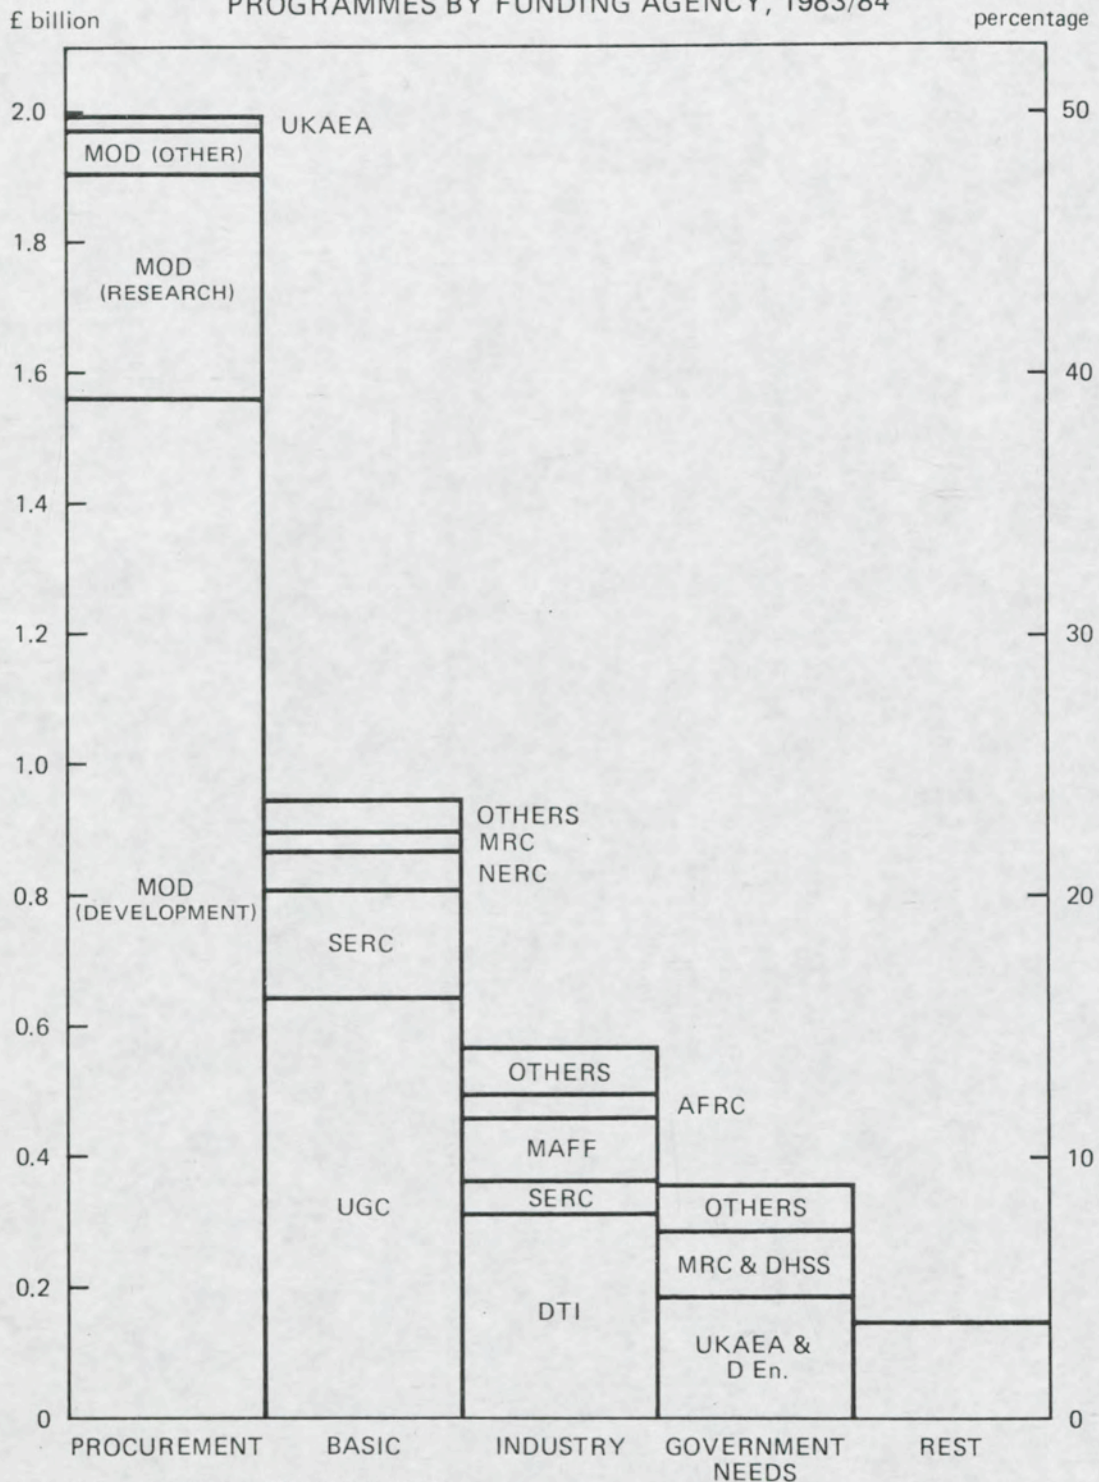 PROGRAMMES BY FUNDING AGENCY, 1983/84
£ billion
percentage
2.0
1.8
1.6
1.4
1.2
1.0
0.8
0.6
0.4
0.2
0
50
40
30
20
10
0
UKAEA
MOD (OTHER)
MOD
(RESEARCH)
MOD
(DEVELOPMENT)
OTHERS
MRC
NERC
SERC
UGC
OTHERS
AFRC
MAFF
SERC
DTI
OTHERS
MRC & DHSS
UKAEA &
D En.
PROCUREMENT
BASIC
INDUSTRY
GOVERNMENT
NEEDS
REST